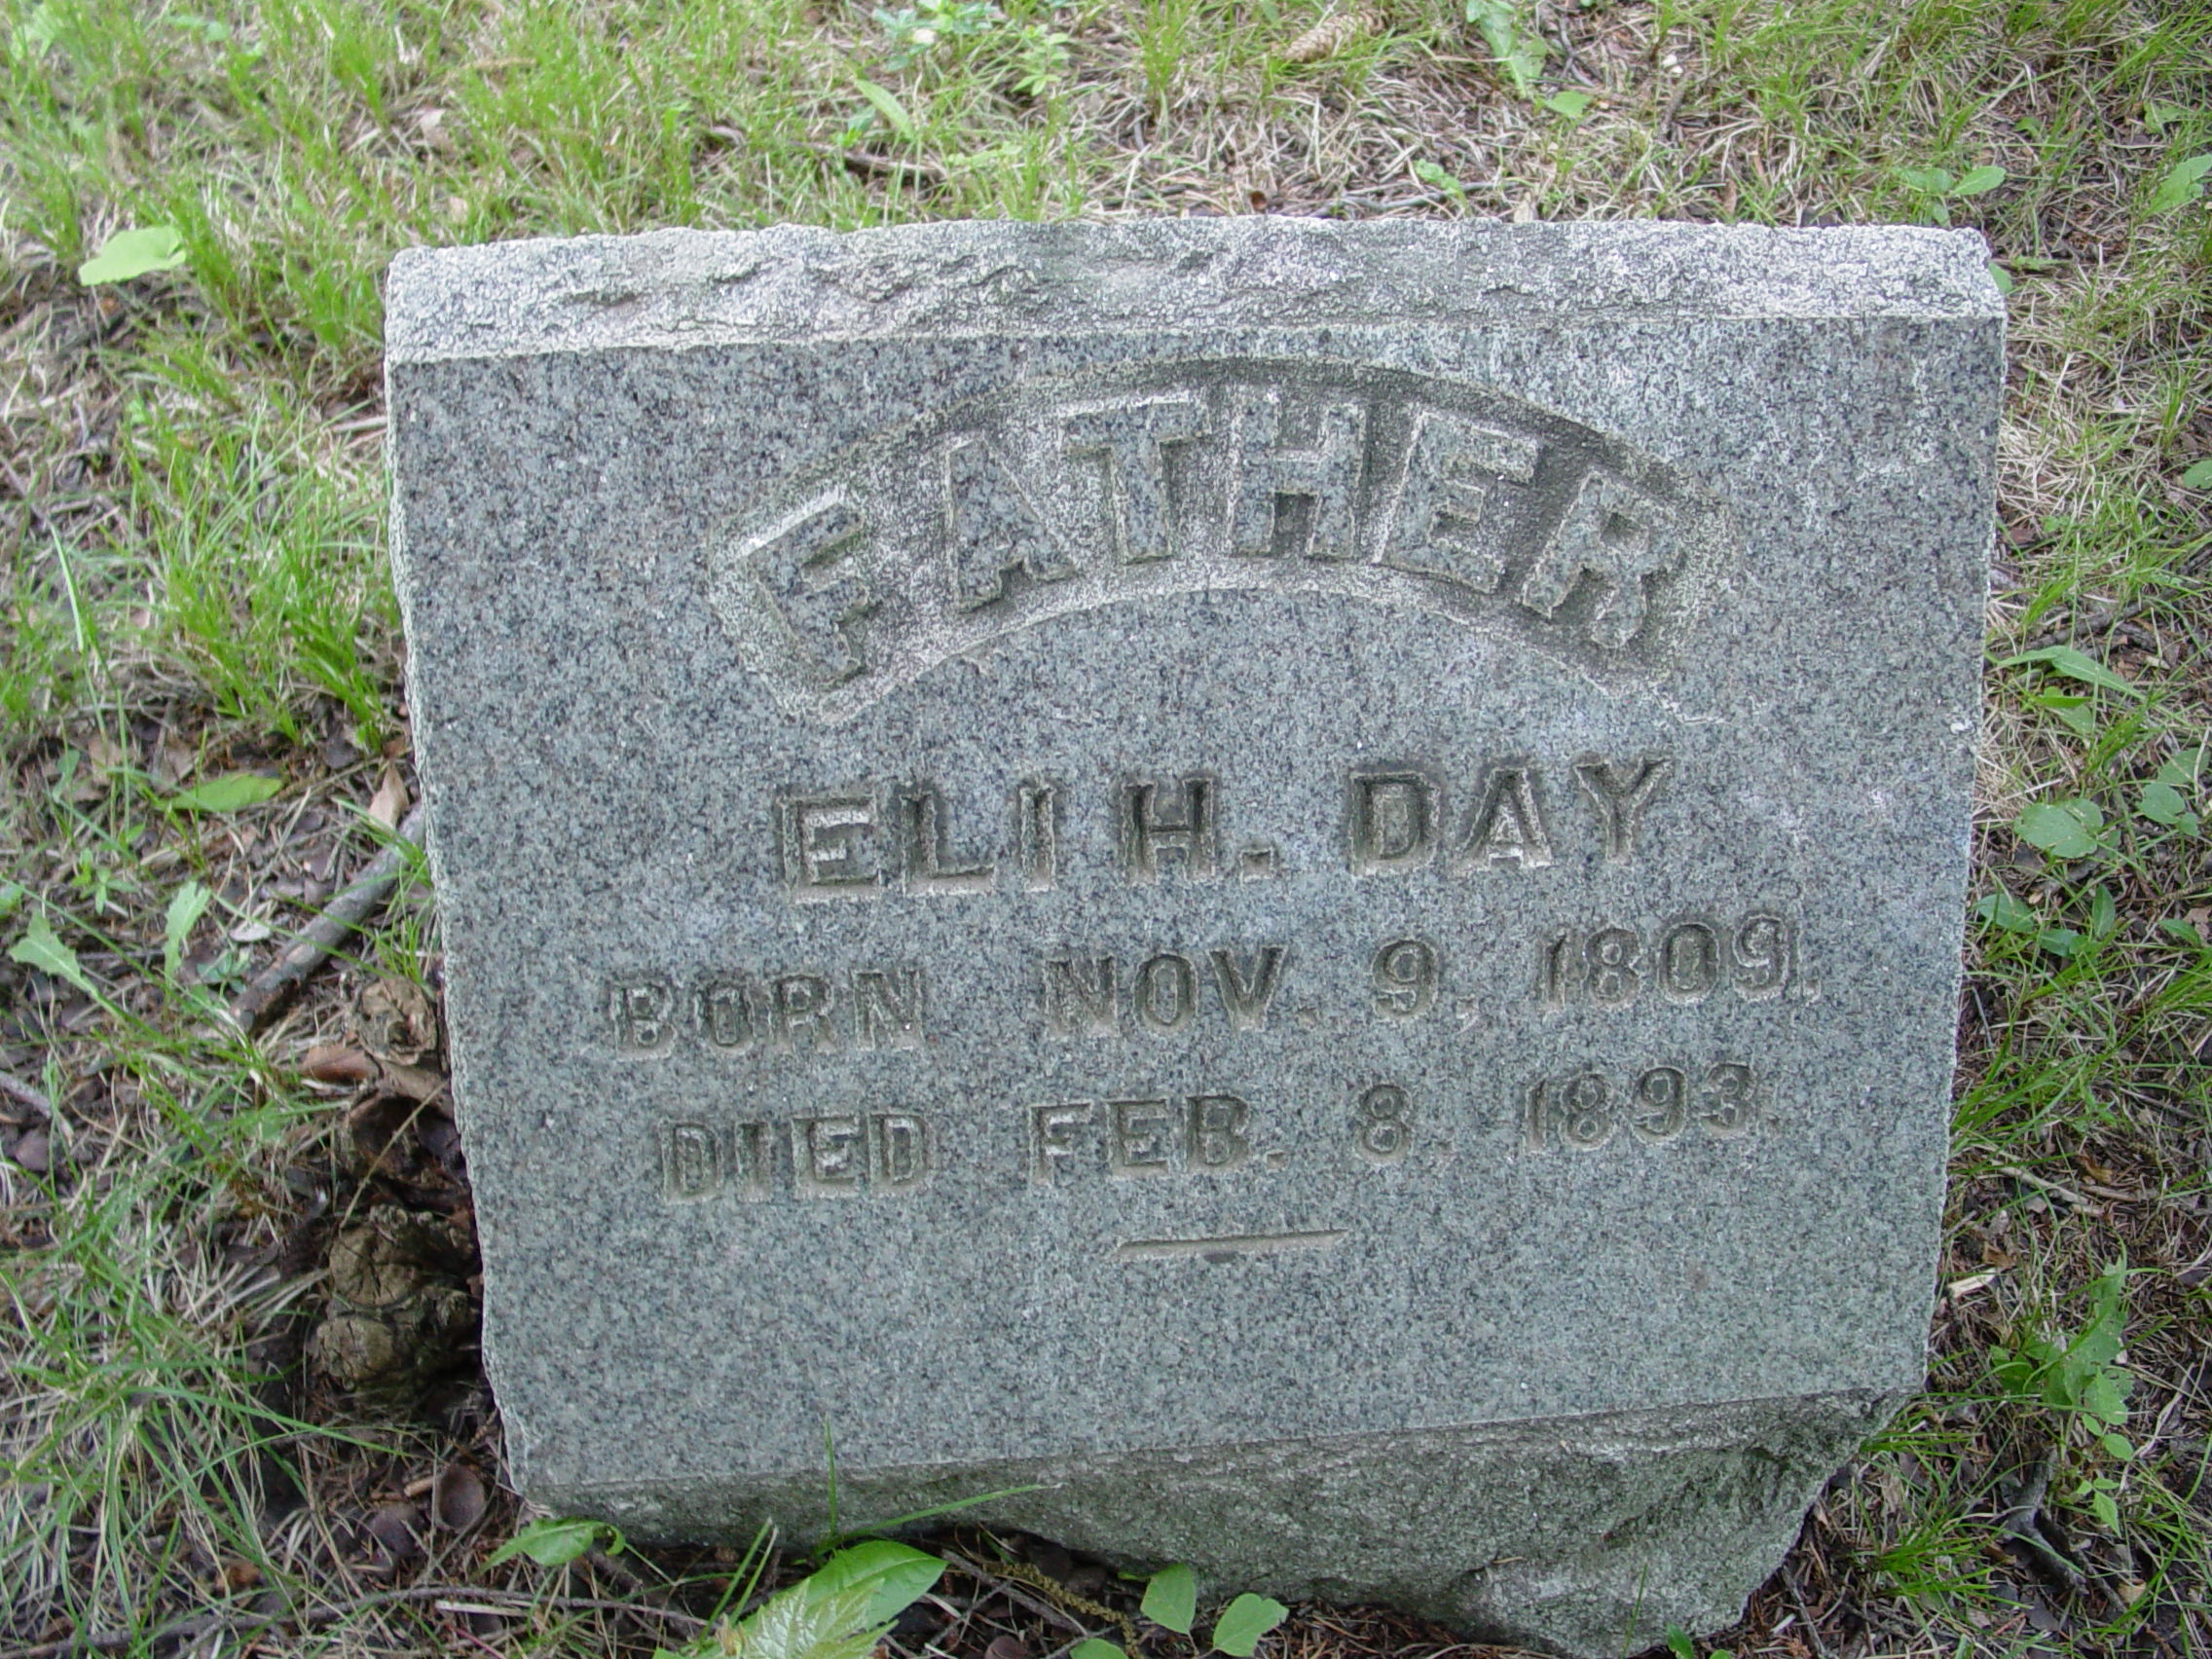 FATHER
ELI H. DAY
BORN NOV. 9, 1809.
DIED FEB. 8, 1893.